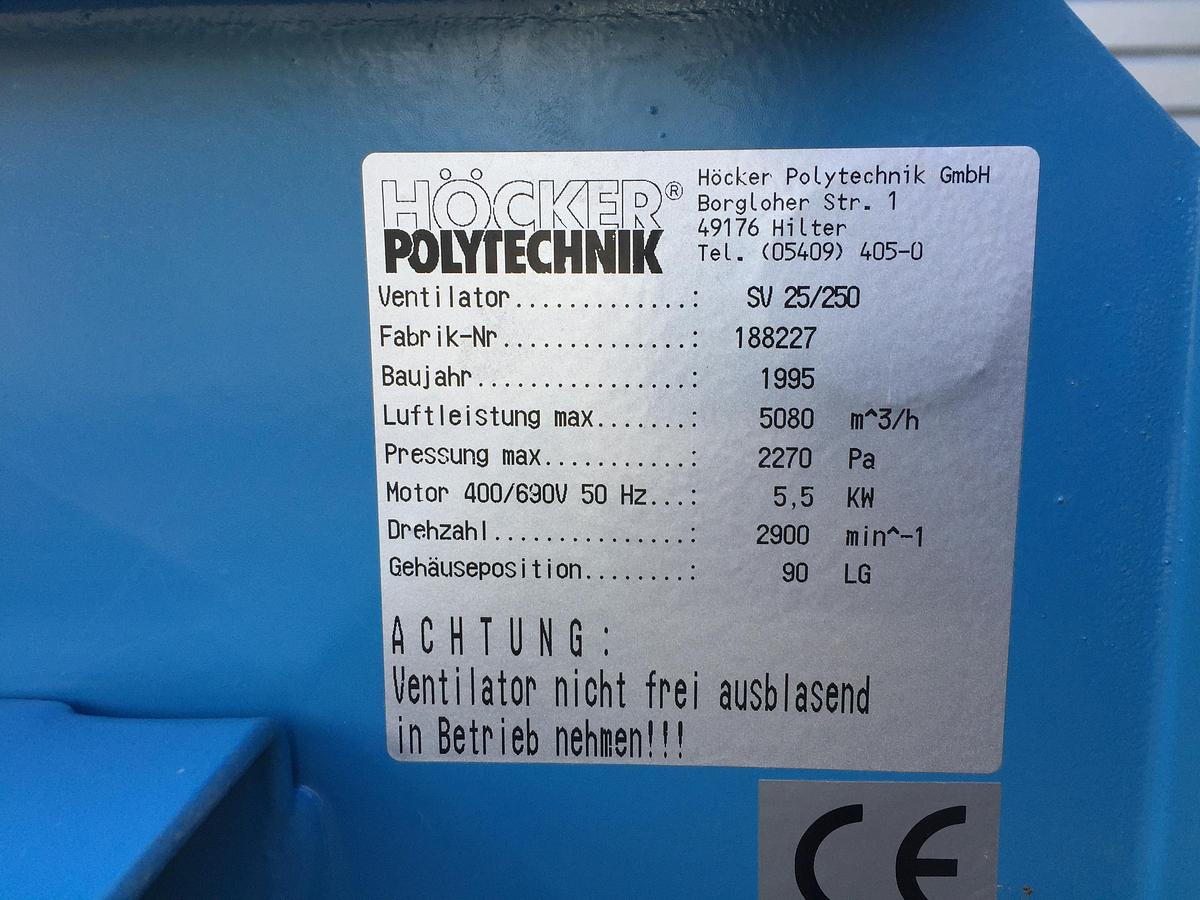 HÖCKER®
POLYTECHNIK
Höcker Polytechnik GmbH
Borgloher Str. 1
49176 Hilter
Tel. (05409) 405-0
Ventilator.............: SV 25/250
Fabrik-Nr..............: 188227
Baujahr................: 1995
Luftleistung max.......: 5080 m^3/h
Pressung max...........: 2270 Pa
Motor 400/690V 50 Hz...: 5,5 KW
Drehzahl...............: 2900 min^-1
Gehäuseposition........: 90 LG
ACHTUNG:
Ventilator nicht frei ausblasend
in Betrieb nehmen!!!
CE